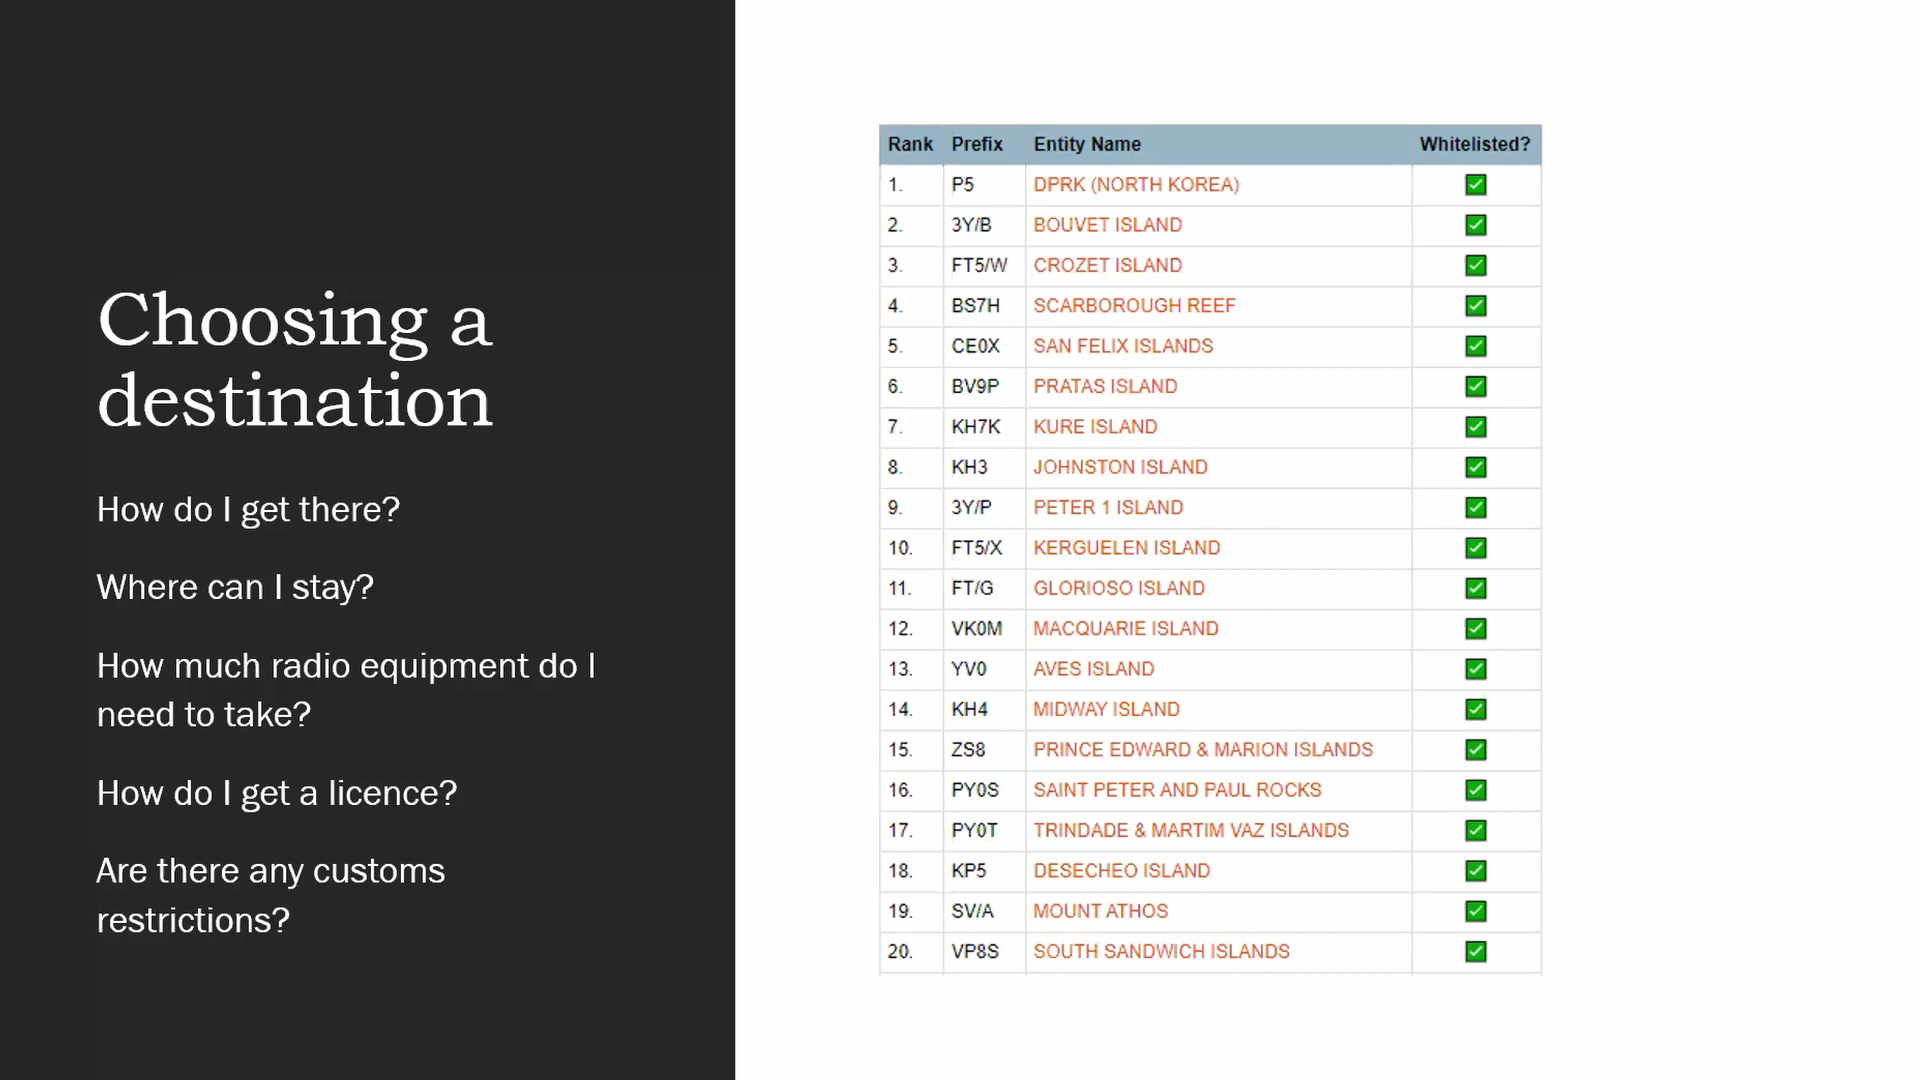 Choosing a
destination
How do I get there?
Where can I stay?
How much radio equipment do I
need to take?
How do I get a licence?
Are there any customs
restrictions?
Rank Prefix Entity Name Whitelisted?
1. P5 DPRK (NORTH KOREA) ✅
2. 3Y/B BOUVET ISLAND ✅
3. FT5/W CROZET ISLAND ✅
4. BS7H SCARBOROUGH REEF ✅
5. CE0X SAN FELIX ISLANDS ✅
6. BV9P PRATAS ISLAND ✅
7. KH7K KURE ISLAND ✅
8. KH3 JOHNSTON ISLAND ✅
9. 3Y/P PETER 1 ISLAND ✅
10. FT5/X KERGUELEN ISLAND ✅
11. FT/G GLORIOSO ISLAND ✅
12. VK0M MACQUARIE ISLAND ✅
13. YV0 AVES ISLAND ✅
14. KH4 MIDWAY ISLAND ✅
15. ZS8 PRINCE EDWARD & MARION ISLANDS ✅
16. PY0S SAINT PETER AND PAUL ROCKS ✅
17. PY0T TRINDADE & MARTIM VAZ ISLANDS ✅
18. KP5 DESECHEO ISLAND ✅
19. SV/A MOUNT ATHOS ✅
20. VP8S SOUTH SANDWICH ISLANDS ✅